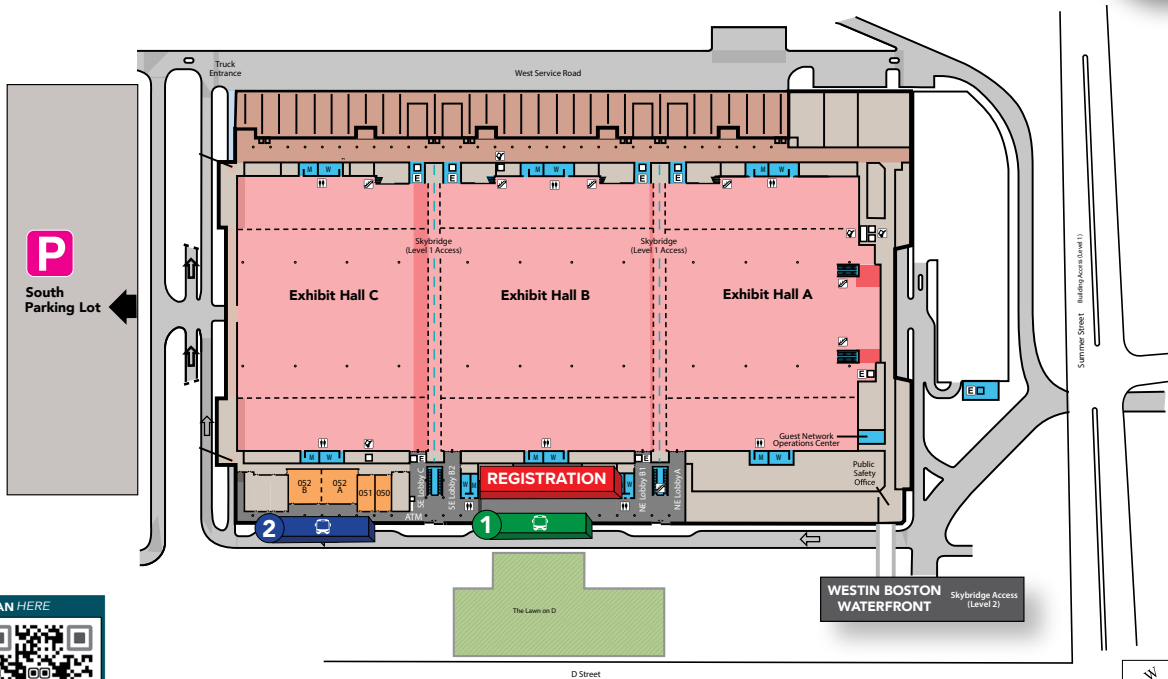 Truck
Entrance
West Service Road
M W
M W
M W
E
E
E
E
P
South
Parking Lot
Skybridge
(Level 1 Access)
Skybridge
(Level 1 Access)
Exhibit Hall C
Exhibit Hall B
Exhibit Hall A
Summer Street Building Access (Level 1)
E
E
Guest Network
Operations Center
M W
M W
M W
E
E
052
B
052
A
051
050
SE Lobby C
SE Lobby B2
W M
REGISTRATION
W
NE Lobby B1
NE Lobby A
Public
Safety
Office
ATM
2
1
WESTIN BOSTON
WATERFRONT
Skybridge Access
(Level 2)
AN HERE
The Lawn on D
D Street
W